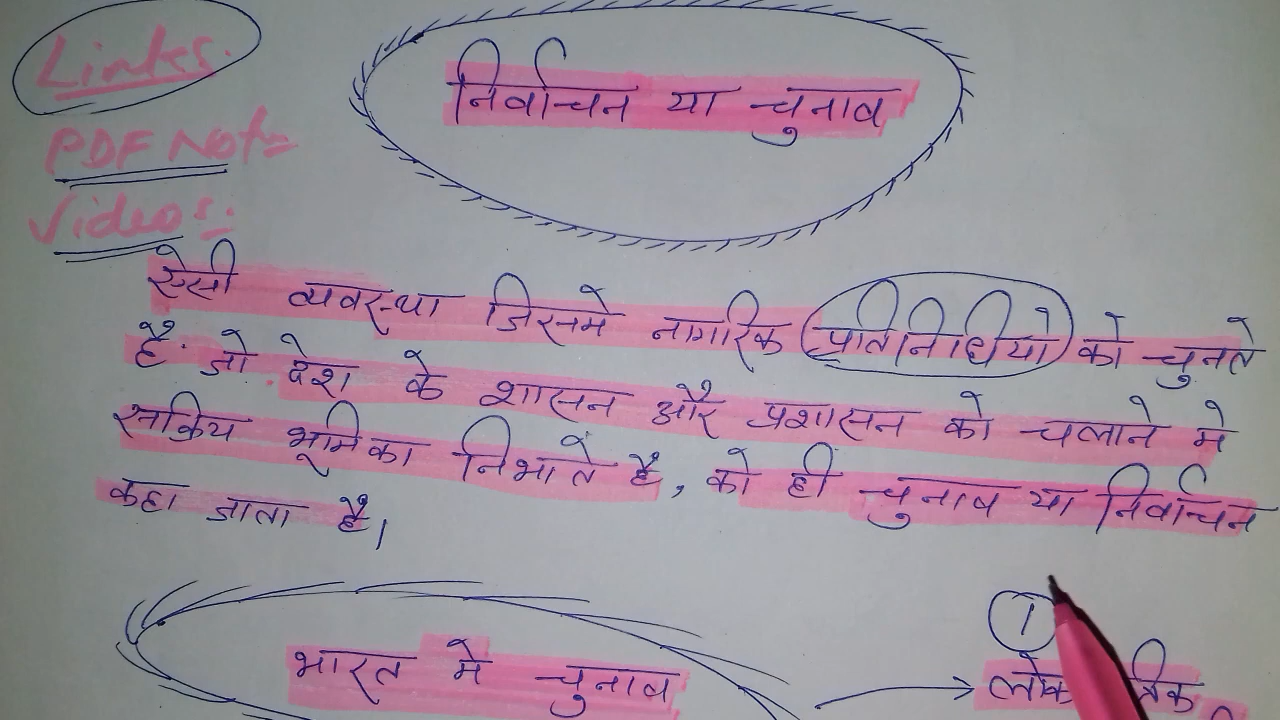 Links.
PDF Note
Videos.
निर्वाचन या चुनाव
ऐसी व्यवस्था जिसमे नागरिक प्रतिनिधियो को चुनते
है. जो देश के शासन और प्रशासन को चलाने मे
सक्रिय भूमिका निभाते है, को ही चुनाव या निर्वाचन
कहा जाता है।
भारत मे चुनाव
1